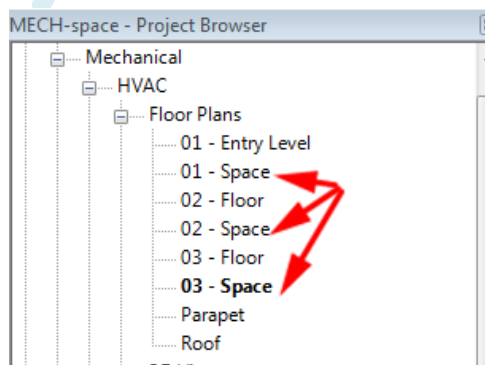 MECH-space - Project Browser
Mechanical
HVAC
Floor Plans
01 - Entry Level
01 - Space
02 - Floor
02 - Space
03 - Floor
03 - Space
Parapet
Roof